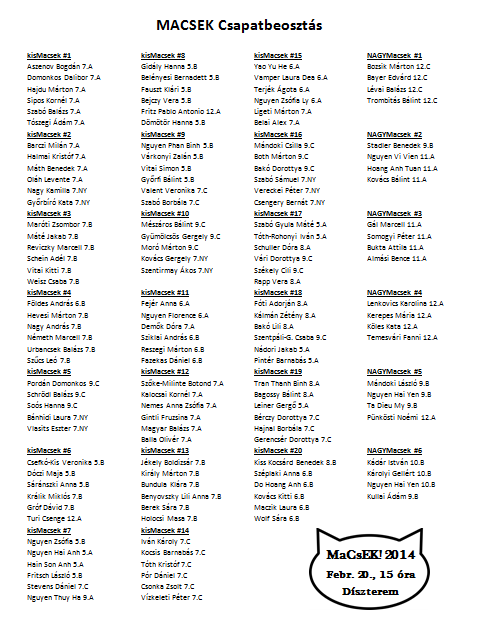 MACSEK Csapatbeosztás
kisMacsek #1
Aszenov Bogdán 7.A
Domonkos Dalibor 7.A
Hajdu Márton 7.A
Sipos Kornél 7.A
Szabó Balázs 7.A
Tószegi Ádám 7.A
kisMacsek #2
Barczi Milán 7.A
Halmai Kristóf 7.A
Máth Benedek 7.A
Oláh Levente 7.A
Nagy Kamilla 7.NY
Győrbíró Kata 7.NY
kisMacsek #3
Maróti Zsombor 7.B
Máté Jakab 7.B
Reviczky Marcell 7.B
Schein Adél 7.B
Vitai Kitti 7.B
Weisz Csaba 7.B
kisMacsek #4
Földes András 6.B
Hevesi Márton 7.B
Nagy András 7.B
Németh Marcell 7.B
Urbancsek Balázs 7.B
Szűcs Leó 7.B
kisMacsek #5
Pordán Domonkos 9.C
Schrödl Balázs 9.C
Soós Hanna 9.C
Bánhidi Laura 7.NY
Vlasits Eszter 7.NY
kisMacsek #6
Csefkó-Kis Veronika 5.B
Dóczi Maja 5.B
Sáránszki Anna 5.B
Králik Miklós 7.B
Gróf Dávid 7.B
Turi Csenge 12.A
kisMacsek #7
Nguyen Zsófia 5.B
Nguyen Hai Anh 5.A
Hain Son Anh 5.A
Fritsch László 5.B
Stevens Dániel 7.C
Nguyen Thuy Ha 9.A
kisMacsek #8
Gidály Hanna 5.B
Belényesi Bernadett 5.B
Fauszt Klári 5.B
Bejczy Vera 5.B
Fritz Pablo Antonio 12.A
Dömötör Hanna 5.B
kisMacsek #9
Nguyen Phan Binh 5.B
Várkonyi Zalán 5.B
Vitai Simon 5.B
Győrfi Bálint 5.B
Valent Veronika 7.C
Szabó Borbála 7.C
kisMacsek #10
Mészáros Bálint 9.C
Gyümölcsös Gergely 9.C
Moró Márton 9.C
Kovács Gergely 7.NY
Szentirmay Ákos 7.NY
kisMacsek #11
Fejér Anna 6.A
Nguyen Florence 6.A
Demők Dóra 7.A
Sziklai András 6.B
Reszegi Márton 6.B
Fazekas Dániel 6.B
kisMacsek #12
Szőke-Milinte Botond 7.A
Kalocsai Kornél 7.A
Nemes Anna Zsófia 7.A
Gintli Fruzsina 7.A
Magyar Balázs 7.A
Balla Olivér 7.A
kisMacsek #13
Jékely Boldizsár 7.B
Király Márton 7.B
Bundula Klára 7.B
Benyovszky Lili Anna 7.B
Berek Sára 7.B
Holocsi Masa 7.B
kisMacsek #14
Iván Károly 7.C
Kocsis Barnabás 7.C
Tóth Kristóf 7.C
Pór Dániel 7.C
Csonka Zsolt 7.C
Vízkeleti Péter 7.C
kisMacsek #15
Yao Yu He 6.A
Vamper Laura Dea 6.A
Terjék Ágota 6.A
Nguyen Zsófia Ly 6.A
Ligeti Márton 7.A
Belai Alex 7.A
kisMacsek #16
Mándoki Csilla 9.C
Both Márton 9.C
Bakó Dorottya 9.C
Szabó Sámuel 7.NY
Vereckei Péter 7.NY
Csengery Bernát 7.NY
kisMacsek #17
Szabó Gyula Máté 5.A
Tóth-Rohonyi Iván 5.A
Schuller Dóra 8.A
Vári Dorottya 9.C
Székely Cili 9.C
Rapp Vera 8.A
kisMacsek #18
Fóti Adorján 8.A
Kálmán Zétény 8.A
Bakó Lili 8.A
Szentpáli-G. Csaba 9.C
Nádori Jakab 5.A
Pintér Barnabás 5.A
kisMacsek #19
Tran Thanh Binh 8.A
Bagossy Bálint 8.A
Leiner Gergő 5.A
Bérczy Dorottya 7.C
Hajnal Borbála 7.C
Gerencsér Dorottya 7.C
kisMacsek #20
Kiss Kocsárd Benedek 8.B
Széplaki Anna 6.B
Do Hoang Anh 6.B
Kovács Kitti 6.B
Maczik Laura 6.B
Wolf Sára 6.B
NAGYMacsek #1
Bozsik Márton 12.C
Bayer Edvárd 12.C
Lévai Balázs 12.C
Trombitás Bálint 12.C
NAGYMacsek #2
Stadler Benedek 9.B
Nguyen Vi Vien 11.A
Hoang Anh Tuan 11.A
Kovács Bálint 11.A
NAGYMacsek #3
Gál Marcell 11.A
Somogyi Péter 11.A
Bukta Attila 11.A
Almási Bence 11.A
NAGYMacsek #4
Lenkovics Karolina 12.A
Kerepes Mária 12.A
Köles Kata 12.A
Temesvári Fanni 12.A
NAGYMacsek #5
Mándoki László 9.B
Nguyen Hai Yen 9.B
Ta Dieu My 9.B
Pünkösti Noémi 12.A
NAGYMacsek #6
Kádár István 10.B
Károlyi Gellért 10.B
Nguyen Hai Yen 10.B
Kullai Ádám 9.B
MaCsEK! 2014
Febr. 20., 15 óra
Díszterem